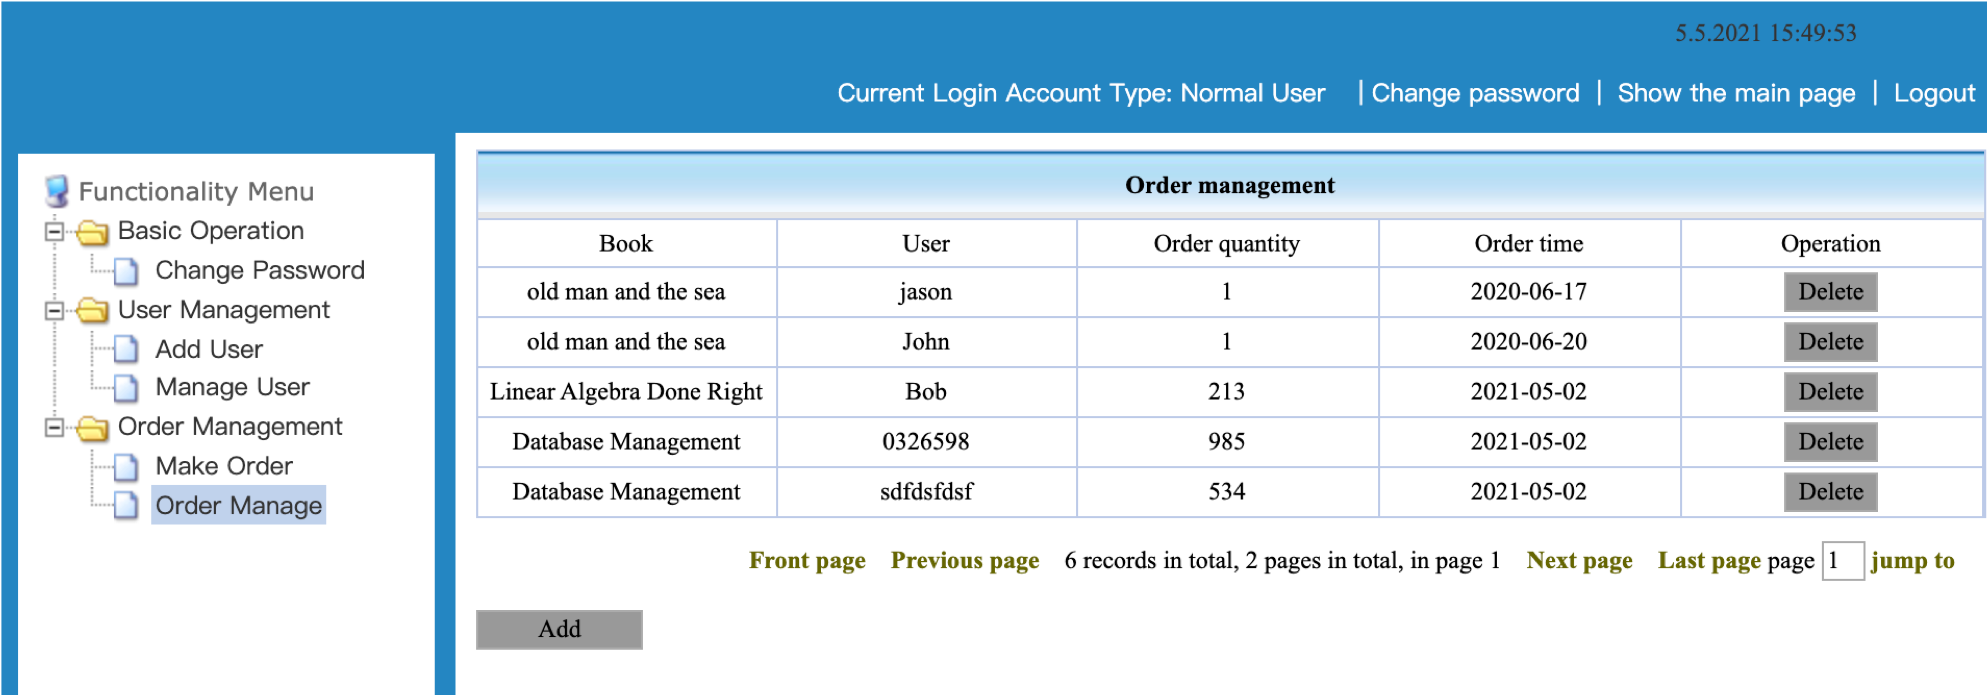 5.5.2021 15:49:53
Current Login Account Type: Normal User | Change password | Show the main page | Logout
Functionality Menu
Basic Operation
Change Password
User Management
Add User
Manage User
Order Management
Make Order
Order Manage
Order management
Book User Order quantity Order time Operation
old man and the sea jason 1 2020-06-17 Delete
old man and the sea John 1 2020-06-20 Delete
Linear Algebra Done Right Bob 213 2021-05-02 Delete
Database Management 0326598 985 2021-05-02 Delete
Database Management sdfdsfdsf 534 2021-05-02 Delete
Front page Previous page 6 records in total, 2 pages in total, in page 1 Next page Last page page 1 jump to
Add